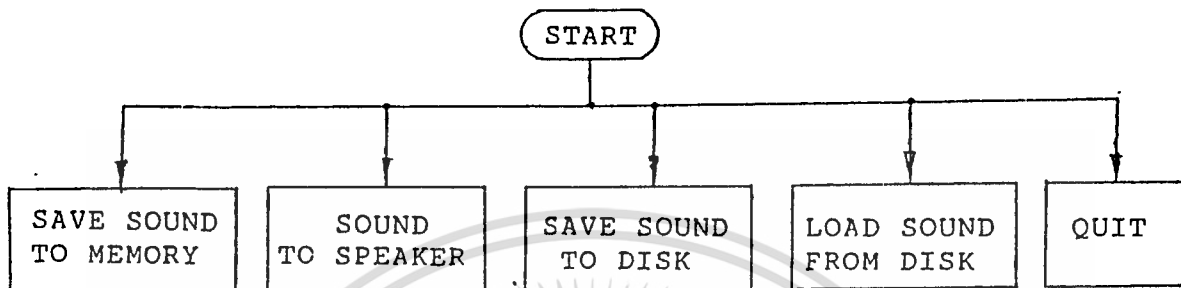 START
SAVE SOUND
TO MEMORY
SOUND
TO SPEAKER
SAVE SOUND
TO DISK
LOAD SOUND
FROM DISK
QUIT